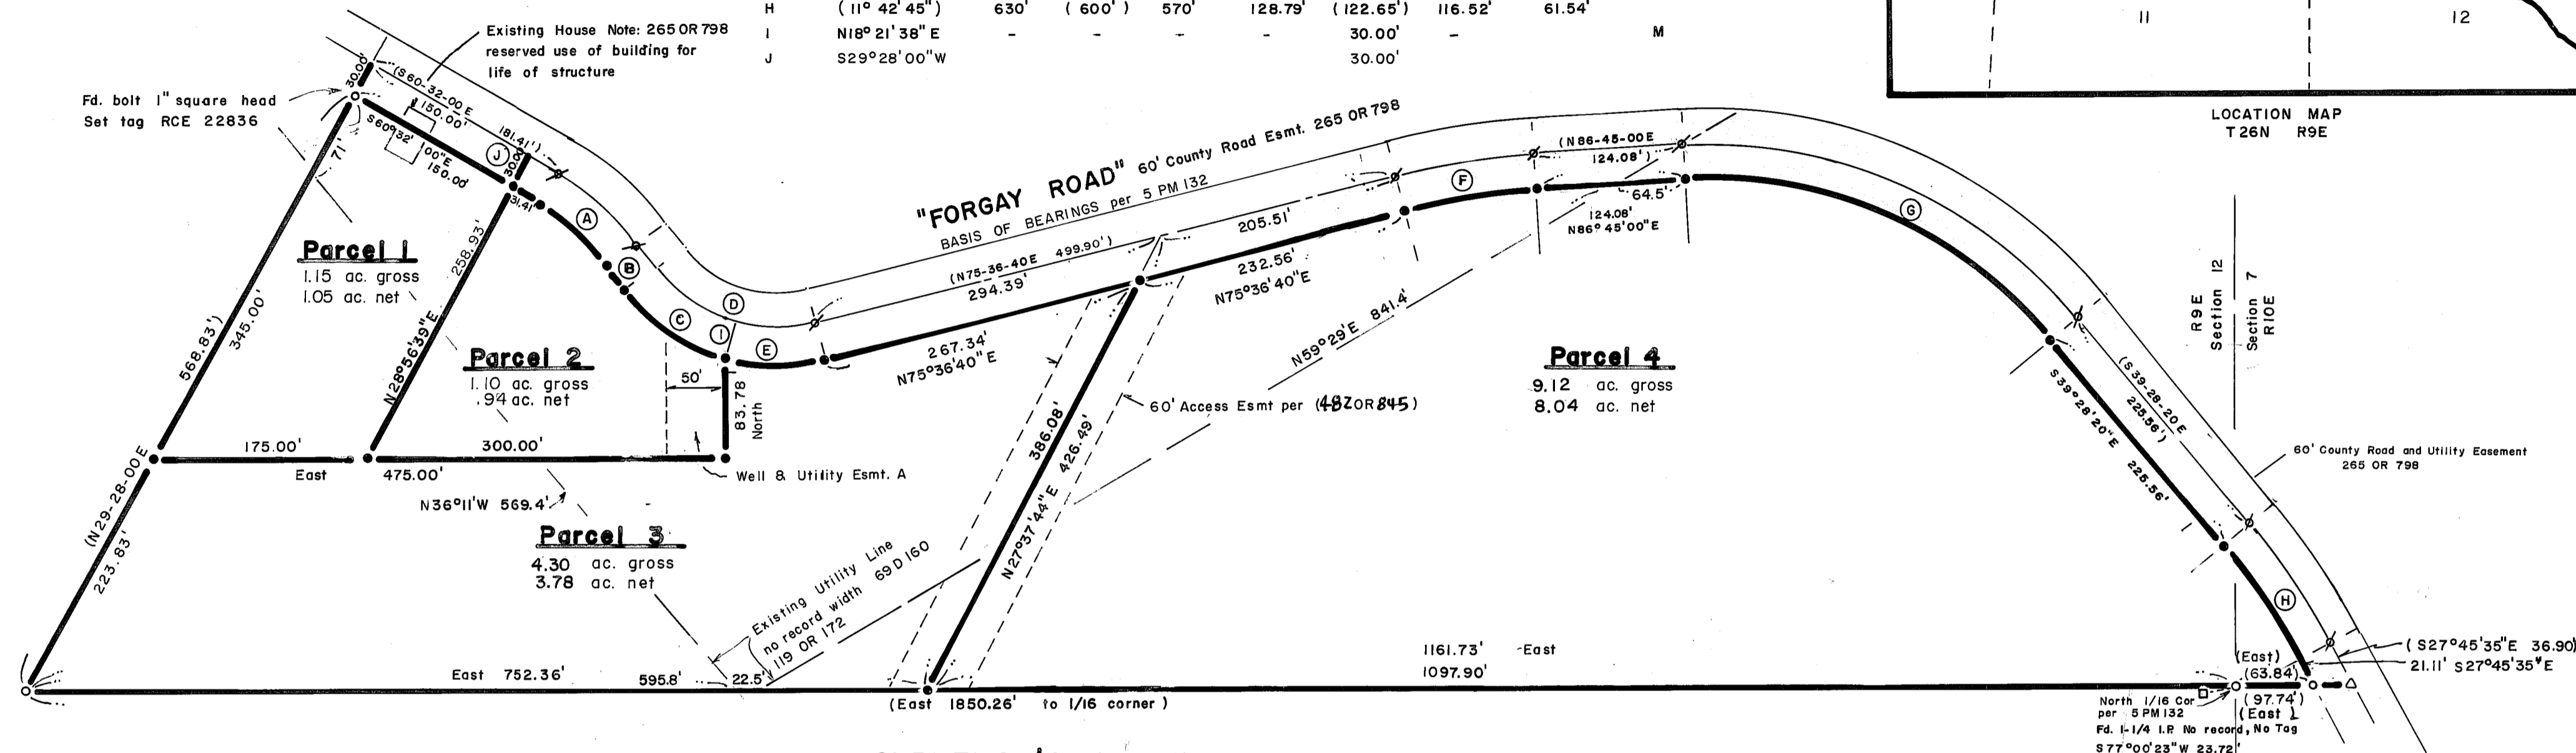 H (11° 42' 45") 630' (600') 570' 128.79' (122.65') 116.52' 61.54'
I N18° 21' 38" E - - - - 30.00' - M
J S29° 28' 00" W 30.00'
11 12
LOCATION MAP
T26N R9E
Existing House Note: 265 OR 798
reserved use of building for
life of structure
Fd. bolt 1" square head
Set tag RCE 22836
30.00'
(S60-32-00E
181.41')
150.00'
S60°32'00"E
150.00'
J
30.00'
71'
31.41'
A
B
C
D
I
E
F
G
H
"FORGAY ROAD" 60' County Road Esmt. 265 OR 798
BASIS OF BEARINGS per 5 PM 132
(N75-36-40E 499.90')
294.39'
205.51'
267.34'
N75°36'40"E
232.56'
N75°36'40"E
(N86-45-00E
124.08')
64.5'
124.08'
N86°45'00"E
Parcel 1
1.15 ac. gross
1.05 ac. net
258.93'
N28°56'39"E
568.83')
345.00'
(N29-28-00E
223.83'
Parcel 2
1.10 ac. gross
.94 ac. net
50'
83.78
North
175.00'
300.00'
East
475.00'
Well & Utility Esmt. A
N36°11'W 569.4'
Parcel 3
4.30 ac. gross
3.78 ac. net
Existing Utility Line
no record width 69 D 160
119 OR 172
386.08'
426.49'
N27°37'44"E
60' Access Esmt per (482 OR 845)
N59°29'E 841.4'
Parcel 4
9.12 ac. gross
8.04 ac. net
R9E
Section 12
Section 7
R10E
(S39-28-20E
225.56')
S39°28'20"E 225.56'
60' County Road and Utility Easement
265 OR 798
East 752.36'
595.8'
22.5'
1161.73' East
1097.90'
(East 1850.26' to 1/16 corner)
(S27°45'35"E 36.90)
21.11' S27°45'35"E
(East)
(63.84)
North 1/16 Cor
per 5 PM 132
(97.74')
(East)
Fd. 1-1/4 I.P. No record, No Tag
S77°00'23"W 23.72'